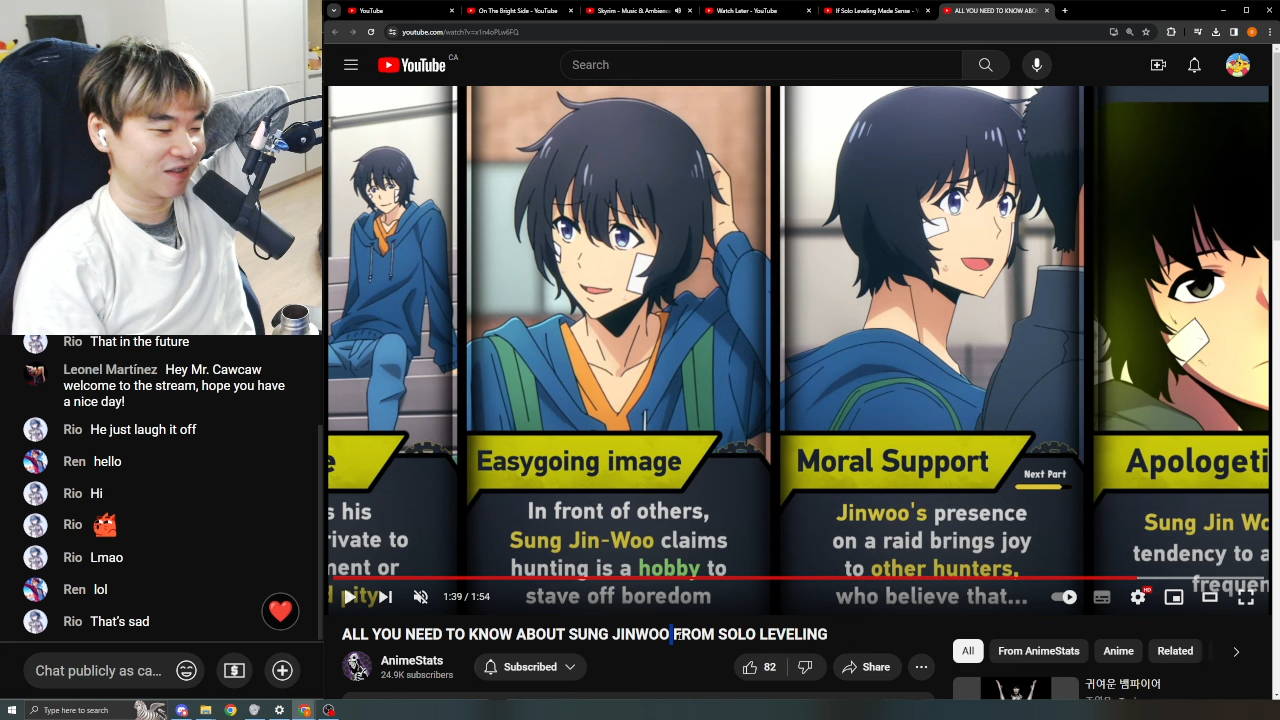 YouTube
On The Bright Side - YouTube
Skyrim - Music & Ambienc
Watch Later - YouTube
If Solo Leveling Made Sense - Y
ALL YOU NEED TO KNOW ABOU
youtube.com/watch?v=x1n4oPLw6FQ
YouTube CA
Search
Rio That in the future
Leonel Martínez Hey Mr. Cawcaw
welcome to the stream, hope you have
a nice day!
Rio He just laugh it off
Ren hello
Rio Hi
Rio
Rio Lmao
Ren lol
Rio That's sad
Chat publicly as ca...
e
s his
rivate to
ment or
pity
Easygoing image
In front of others,
Sung Jin-Woo claims
hunting is a hobby to
stave off boredom
Moral Support
Next Part
Jinwoo's presence
on a raid brings joy
to other hunters,
who believe that...
Apologeti
Sung Jin Wo
tendency to a
frequen
1:39 / 1:54
HD
ALL YOU NEED TO KNOW ABOUT SUNG JINWOO FROM SOLO LEVELING
AnimeStats
24.9K subscribers
Subscribed
82
Share
All
From AnimeStats
Anime
Related
귀여운 뱀파이어
Type here to search